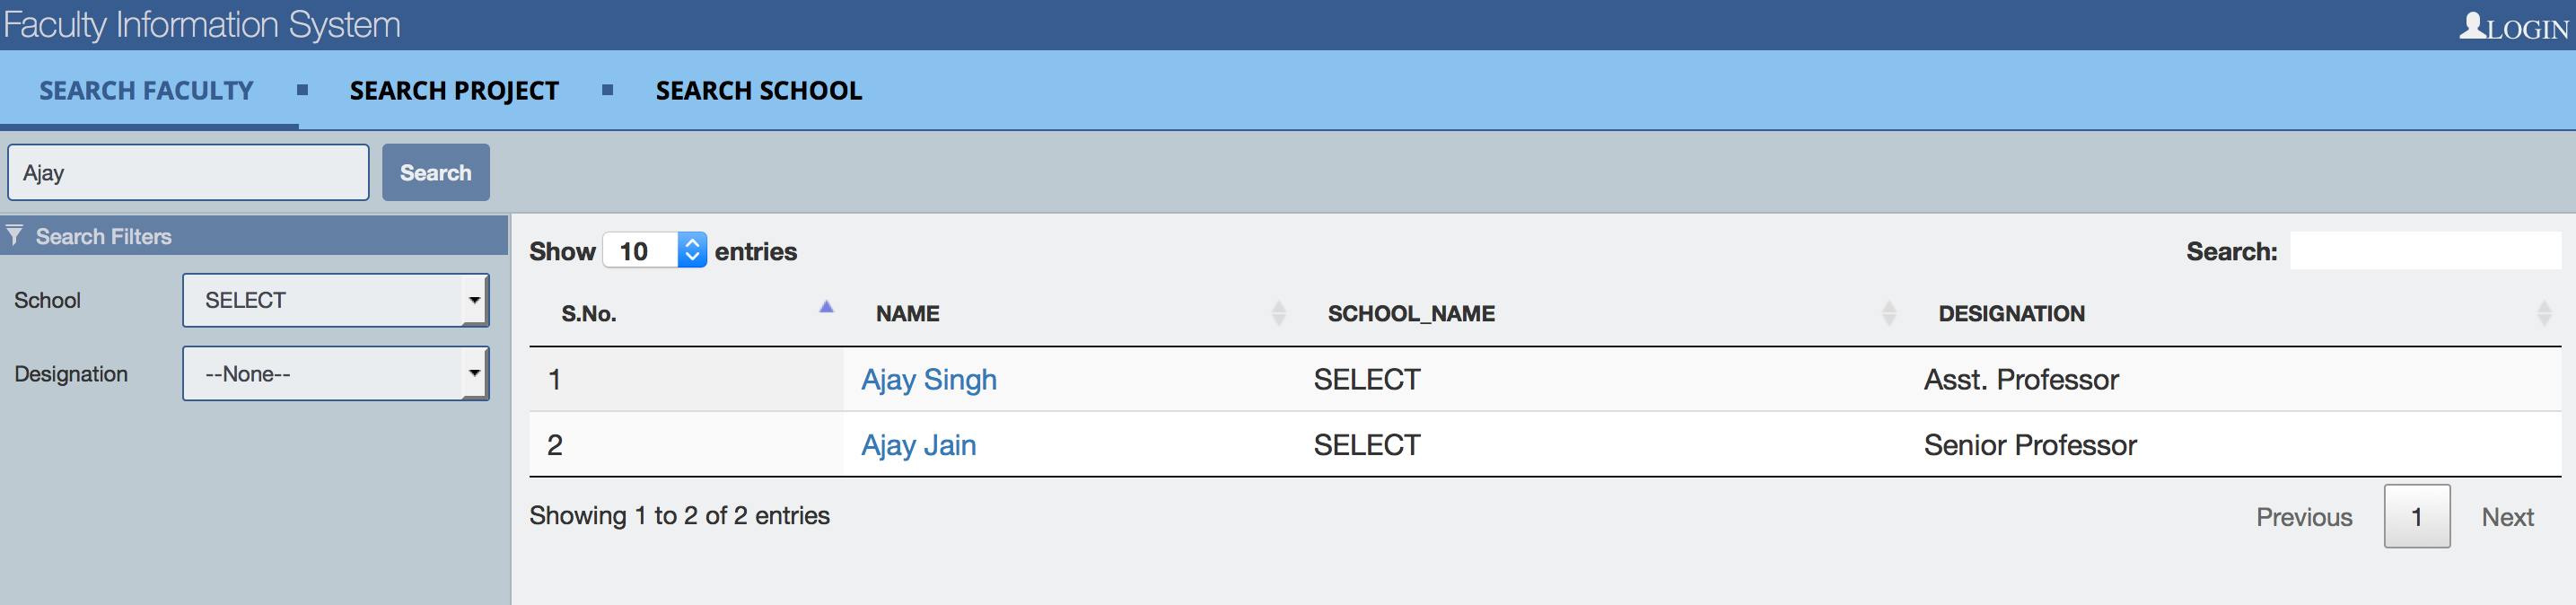 Faculty Information System LOGIN
SEARCH FACULTY SEARCH PROJECT SEARCH SCHOOL
Ajay Search
Search Filters
School SELECT
Designation --None--
Show 10 entries Search:
S.No. NAME SCHOOL_NAME DESIGNATION
1 Ajay Singh SELECT Asst. Professor
2 Ajay Jain SELECT Senior Professor
Showing 1 to 2 of 2 entries Previous 1 Next